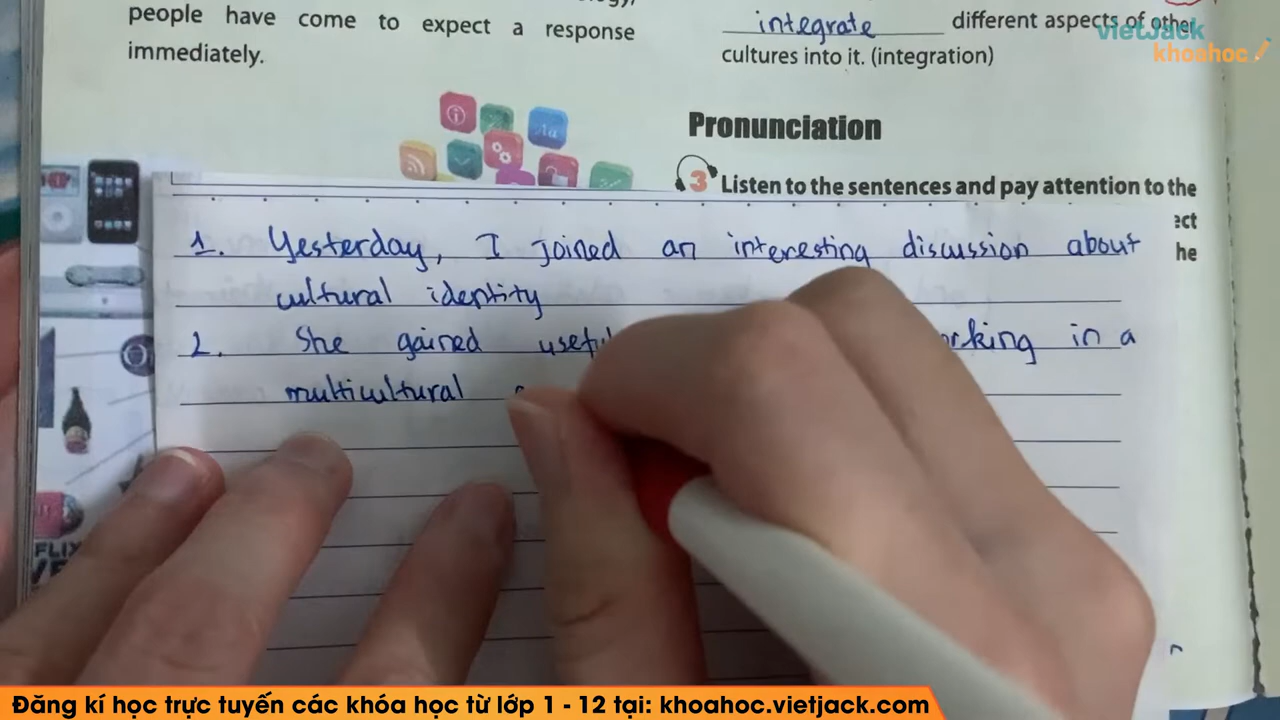 people have come to expect a response
immediately.
integrate different aspects of other
cultures into it. (integration)
vietJack
khoahoc
Pronunciation
3 Listen to the sentences and pay attention to the
ect
he
1. Yesterday, I joined an interesting discussion about
cultural identity
2. She gained in a
multicultural
Đăng kí học trực tuyến các khóa học từ lớp 1 - 12 tại: khoahoc.vietjack.com